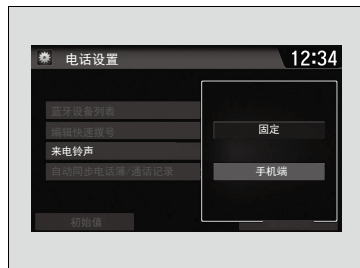 电话设置
12:34
蓝牙设备列表
编辑快速拨号
来电铃声
自动同步电话簿/通话记录
固定
手机端
初始值